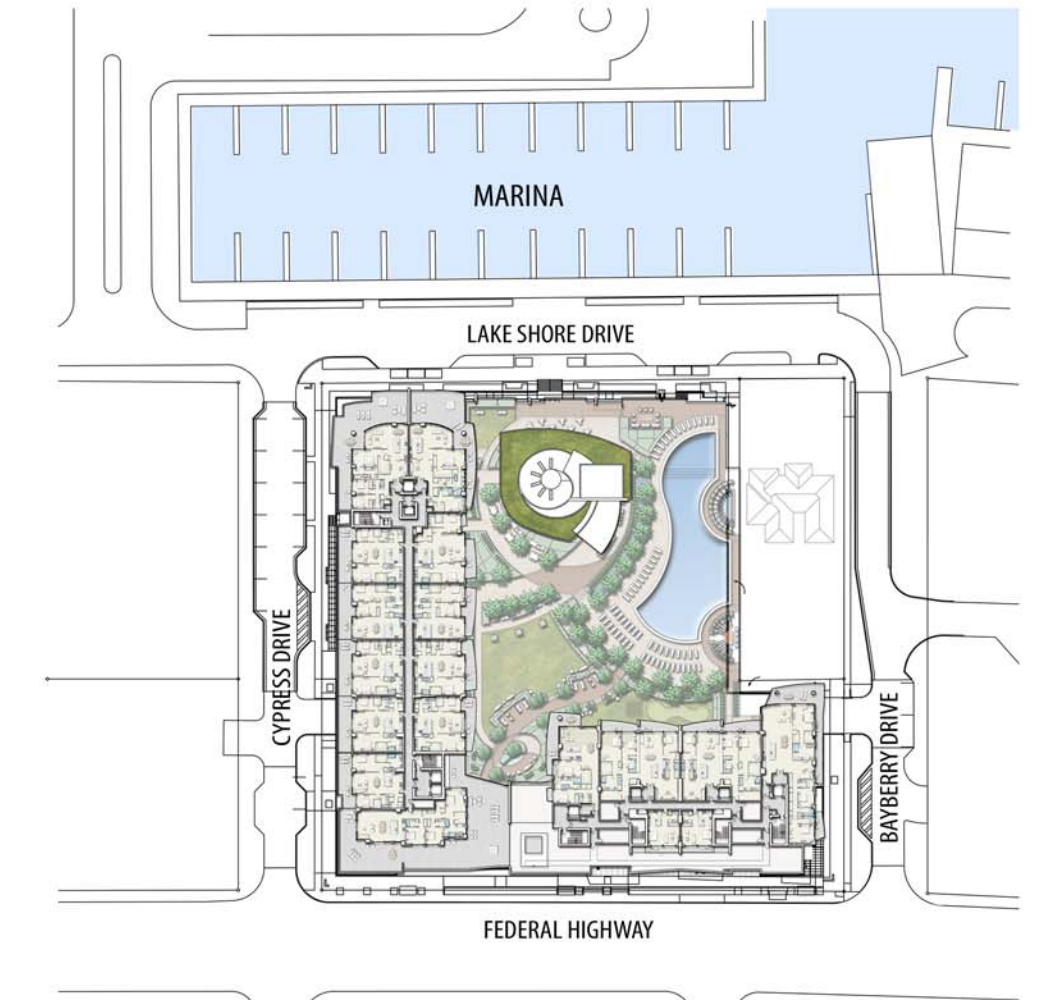 MARINA
LAKE SHORE DRIVE
CYPRESS DRIVE
BAYBERRY DRIVE
FEDERAL HIGHWAY